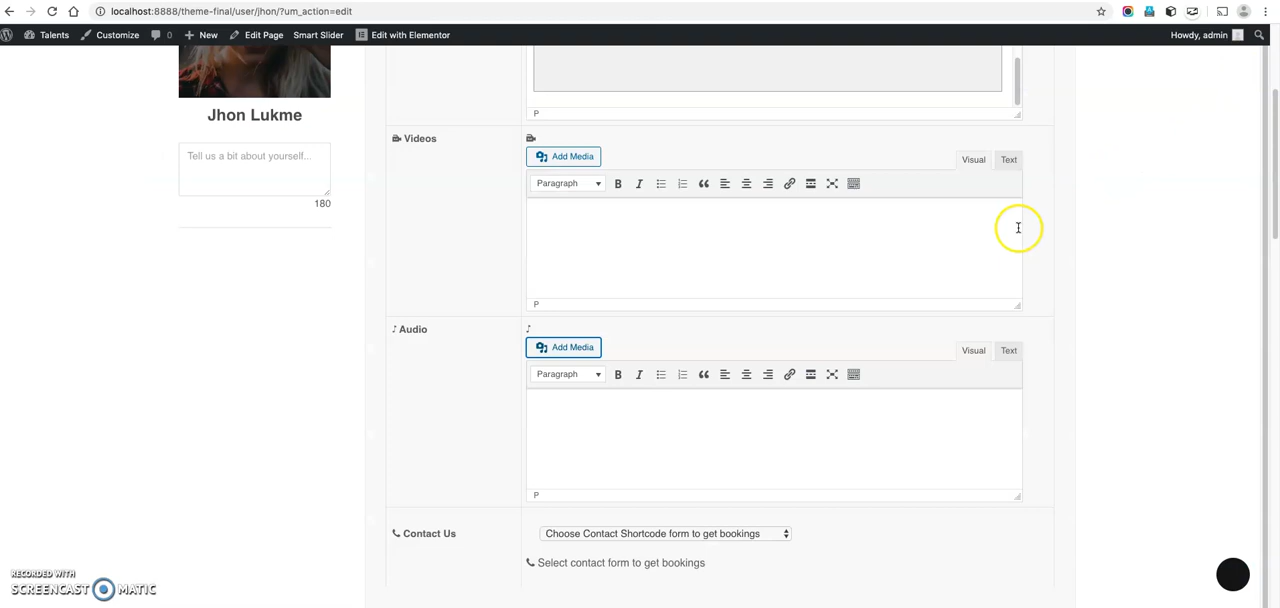 localhost:8888/theme-final/user/jhon/?um_action=edit
Talents Customize 0 New Edit Page Smart Slider Edit with Elementor Howdy, admin
Jhon Lukme
Tell us a bit about yourself...
180
P
Videos
Add Media
Visual Text
Paragraph B I
P
Audio
Add Media
Visual Text
Paragraph B I
P
Contact Us
Choose Contact Shortcode form to get bookings
Select contact form to get bookings
RECORDED WITH
SCREENCAST MATIC